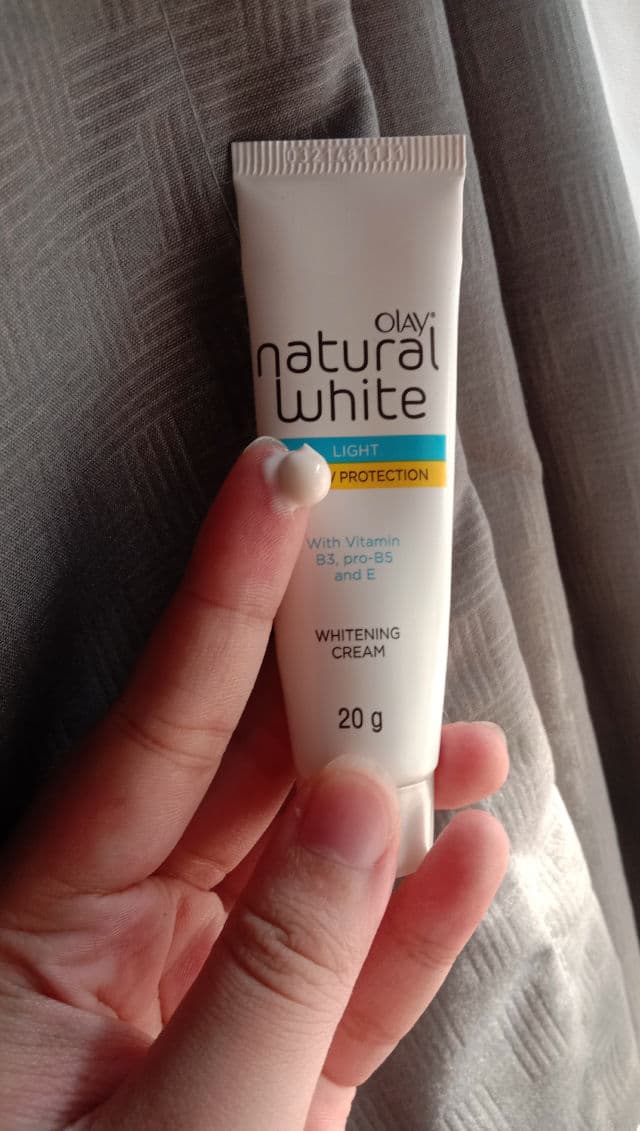 OLAY®
natural
white
LIGHT
PROTECTION
With Vitamin
B3, pro-B5
and E
WHITENING
CREAM
20 g